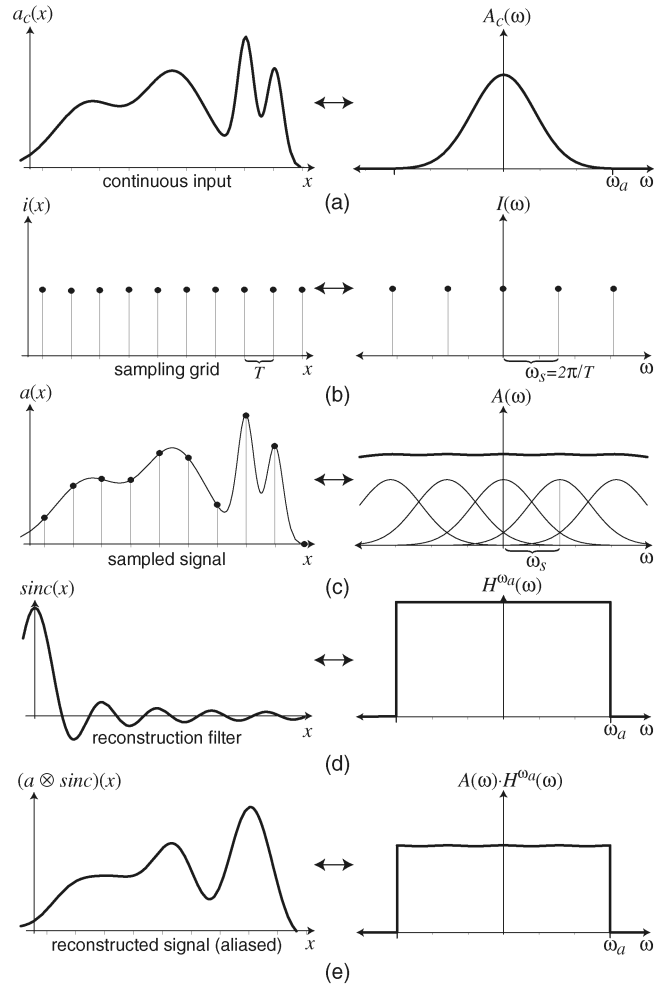 a_c(x) A_c(ω)
continuous input x ω_a ω
(a)
i(x) I(ω)
sampling grid T x ω_s=2π/T ω
(b)
a(x) A(ω)
sampled signal x ω_s ω
(c)
sinc(x) H^ω_a(ω)
reconstruction filter x ω_a ω
(d)
(a ⊗ sinc)(x) A(ω)·H^ω_a(ω)
reconstructed signal (aliased) x ω_a ω
(e)